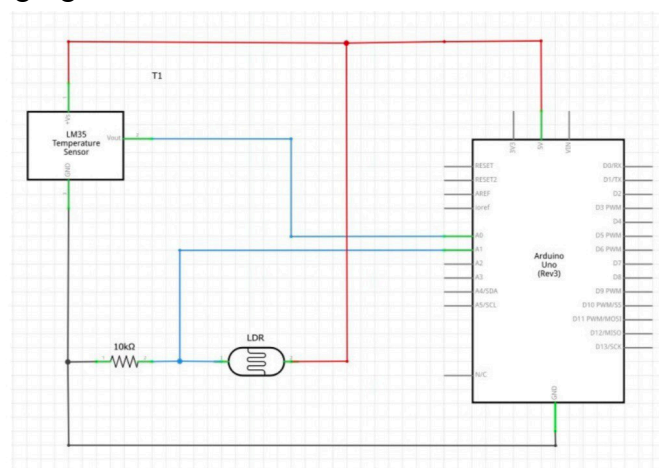 T1
+Vs
LM35
Temperature
Sensor
Vout
GND
3V3
5V
VIN
RESET
RESET2
AREF
ioref
A0
A1
A2
A3
A4/SDA
A5/SCL
N/C
Arduino
Uno
(Rev3)
D0/RX
D1/TX
D2
D3 PWM
D4
D5 PWM
D6 PWM
D7
D8
D9 PWM
D10 PWM/SS
D11 PWM/MOSI
D12/MISO
D13/SCK
GND
10kΩ
LDR